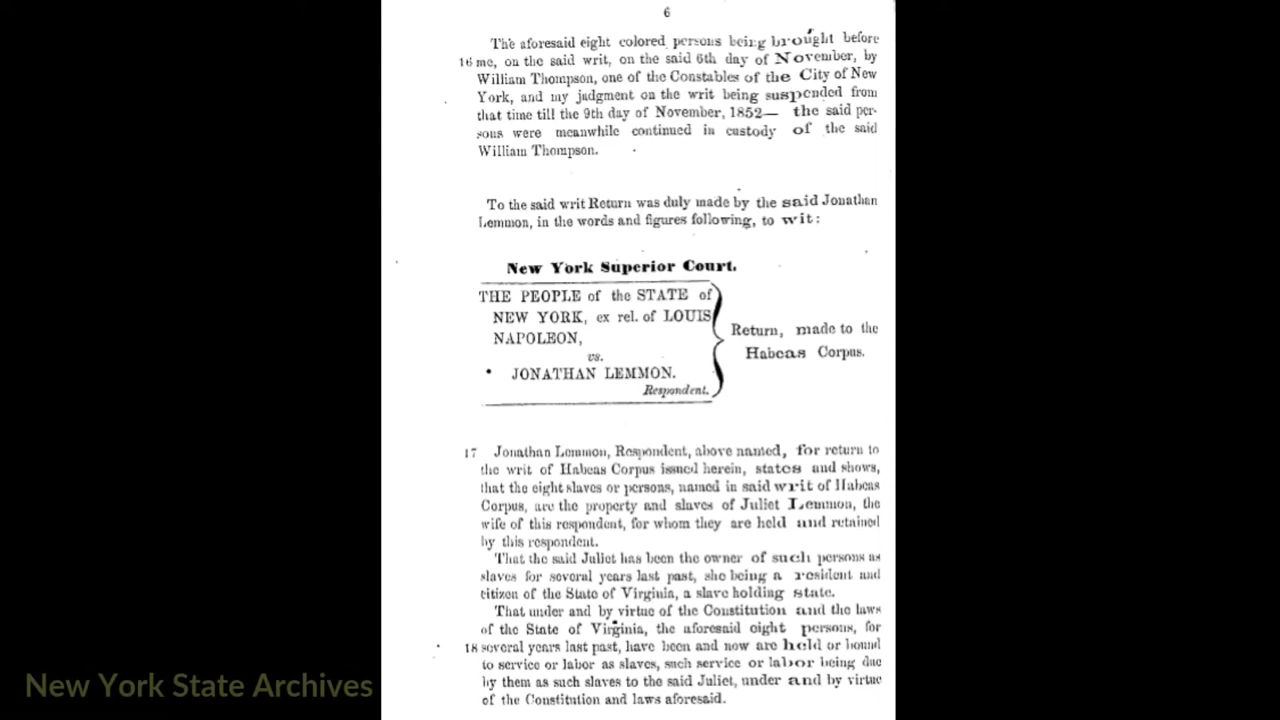 6
The aforesaid eight colored persons being brought before
16 me, on the said writ, on the said 6th day of November, by
William Thompson, one of the Constables of the City of New
York, and my judgment on the writ being suspended from
that time till the 9th day of November, 1852— the said per-
sons were meanwhile continued in custody of the said
William Thompson.
To the said writ Return was duly made by the said Jonathan
Lemmon, in the words and figures following, to wit:
New York Superior Court.
THE PEOPLE of the STATE of
NEW YORK, ex rel. of LOUIS
NAPOLEON,
vs.
JONATHAN LEMMON.
Respondent.
Return, made to the
Habeas Corpus.
17 Jonathan Lemmon, Respondent, above named, for return to
the writ of Habeas Corpus issued herein, states and shows,
that the eight slaves or persons, named in said writ of Habeas
Corpus, are the property and slaves of Juliet Lemmon, the
wife of this respondent, for whom they are held and retained
by this respondent.
That the said Juliet has been the owner of such persons as
slaves for several years last past, she being a resident and
citizen of the State of Virginia, a slave holding state.
That under and by virtue of the Constitution and the laws
of the State of Virginia, the aforesaid eight persons, for
18 several years last past, have been and now are held or bound
to service or labor as slaves, such service or labor being due
by them as such slaves to the said Juliet, under and by virtue
of the Constitution and laws aforesaid.
New York State Archives